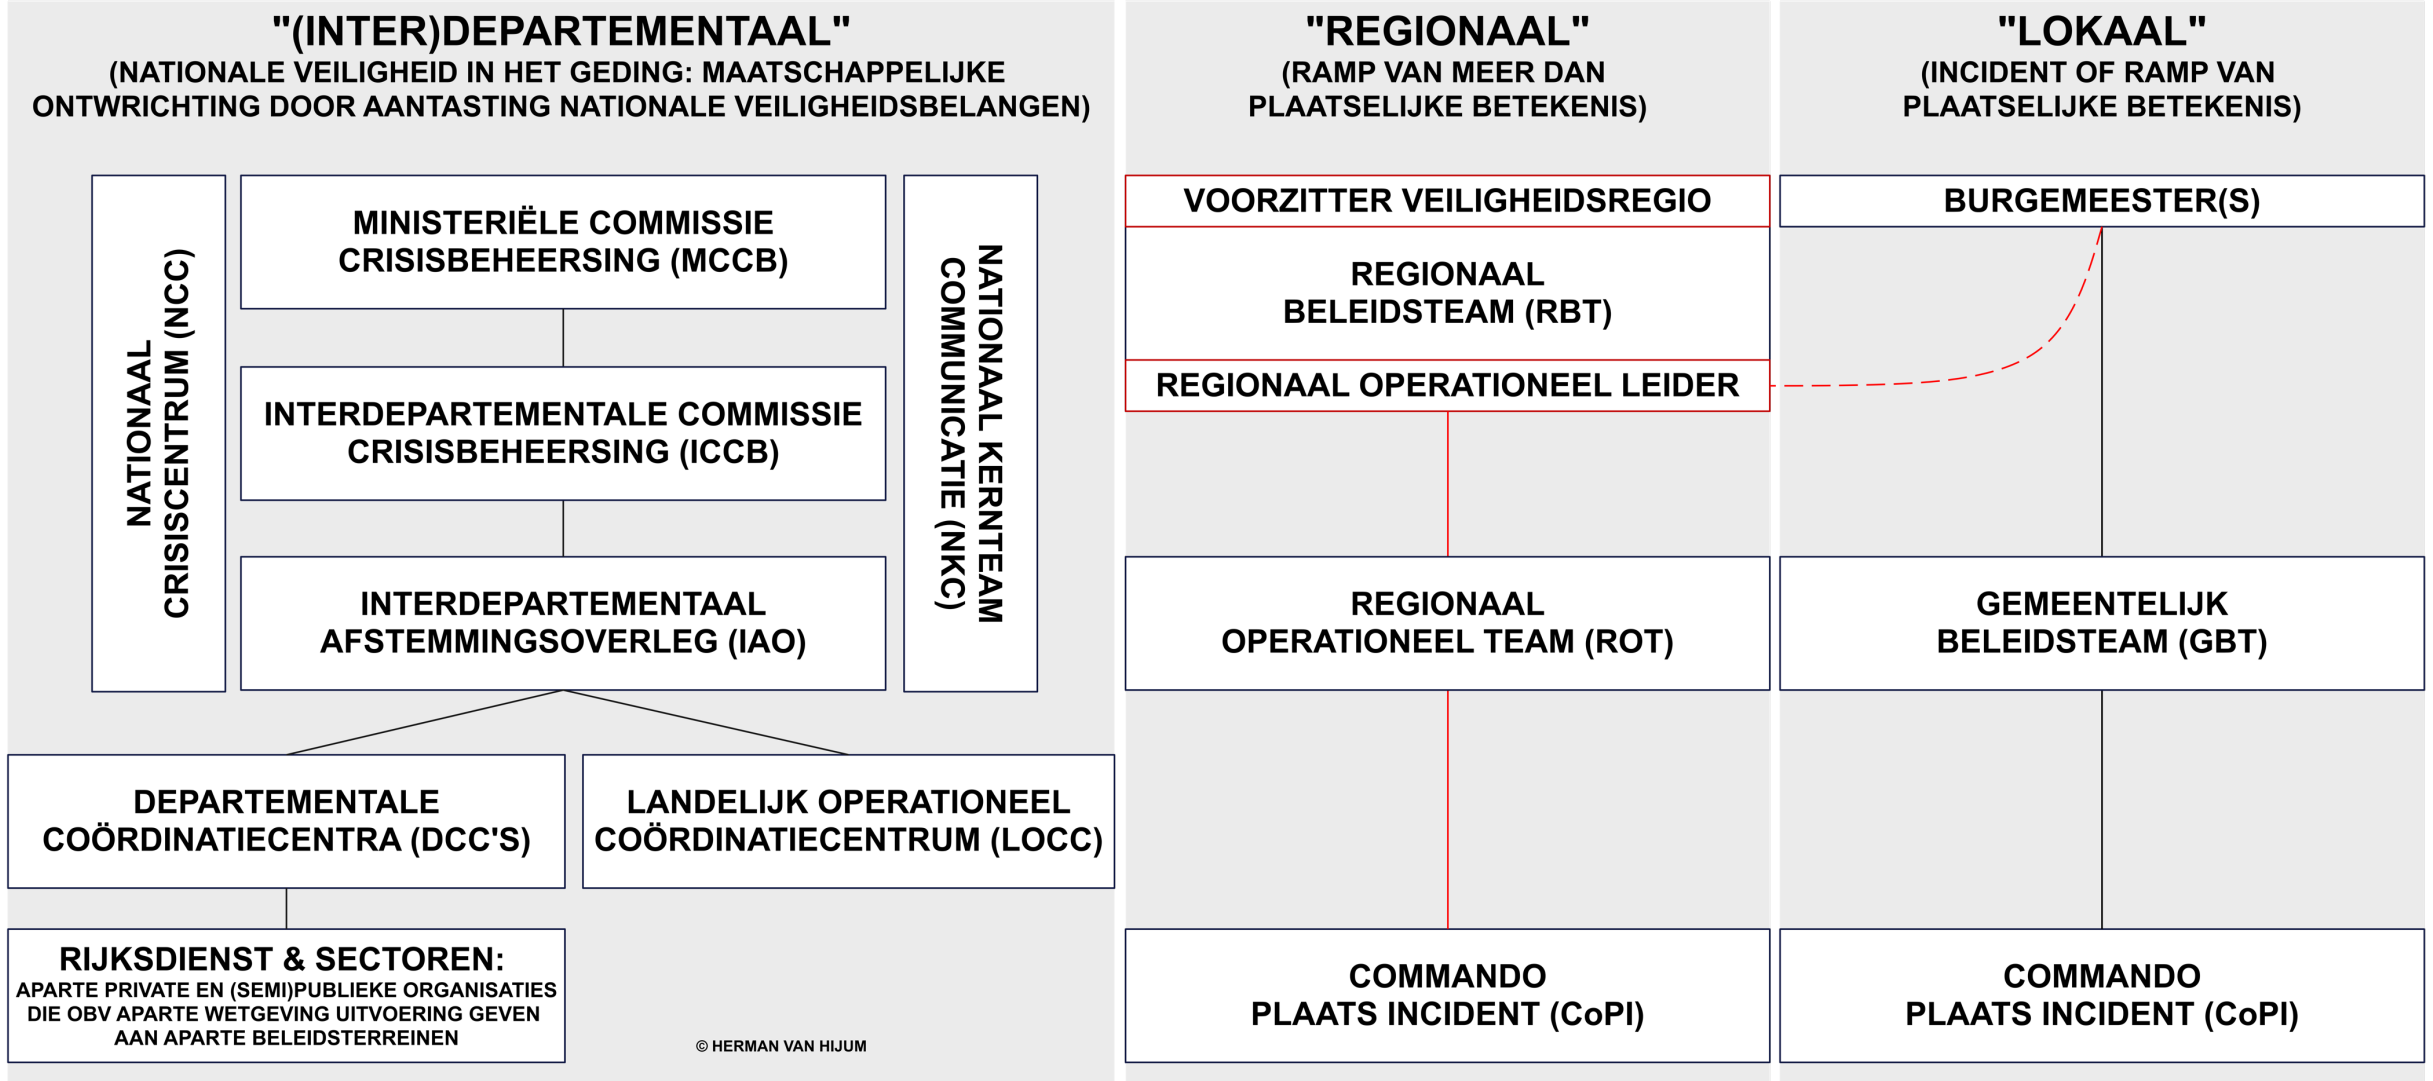 "(INTER)DEPARTEMENTAAL"
(NATIONALE VEILIGHEID IN HET GEDING: MAATSCHAPPELIJKE
ONTWRICHTING DOOR AANTASTING NATIONALE VEILIGHEIDSBELANGEN)
NATIONAAL
CRISISCENTRUM (NCC)
MINISTERIËLE COMMISSIE
CRISISBEHEERSING (MCCB)
INTERDEPARTEMENTALE COMMISSIE
CRISISBEHEERSING (ICCB)
INTERDEPARTEMENTAAL
AFSTEMMINGSOVERLEG (IAO)
NATIONAAL KERNTEAM
COMMUNICATIE (NKC)
DEPARTEMENTALE
COÖRDINATIECENTRA (DCC'S)
LANDELIJK OPERATIONEEL
COÖRDINATIECENTRUM (LOCC)
RIJKSDIENST & SECTOREN:
APARTE PRIVATE EN (SEMI)PUBLIEKE ORGANISATIES
DIE OBV APARTE WETGEVING UITVOERING GEVEN
AAN APARTE BELEIDSTERREINEN
© HERMAN VAN HIJUM
"REGIONAAL"
(RAMP VAN MEER DAN
PLAATSELIJKE BETEKENIS)
VOORZITTER VEILIGHEIDSREGIO
REGIONAAL
BELEIDSTEAM (RBT)
REGIONAAL OPERATIONEEL LEIDER
REGIONAAL
OPERATIONEEL TEAM (ROT)
COMMANDO
PLAATS INCIDENT (CoPI)
"LOKAAL"
(INCIDENT OF RAMP VAN
PLAATSELIJKE BETEKENIS)
BURGEMEESTER(S)
GEMEENTELIJK
BELEIDSTEAM (GBT)
COMMANDO
PLAATS INCIDENT (CoPI)